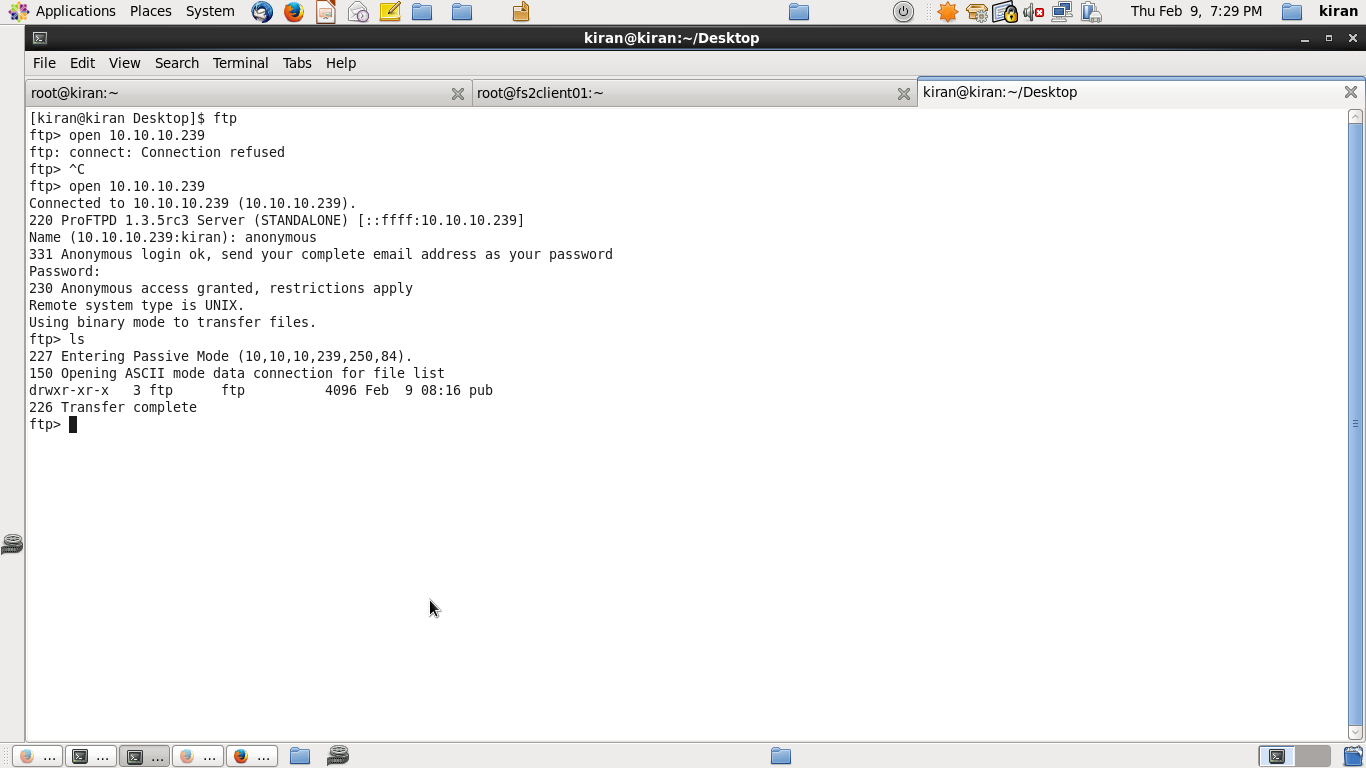 Applications Places System Thu Feb 9, 7:29 PM kiran
kiran@kiran:~/Desktop
File Edit View Search Terminal Tabs Help
root@kiran:~ root@fs2client01:~ kiran@kiran:~/Desktop
[kiran@kiran Desktop]$ ftp
ftp> open 10.10.10.239
ftp: connect: Connection refused
ftp> ^C
ftp> open 10.10.10.239
Connected to 10.10.10.239 (10.10.10.239).
220 ProFTPD 1.3.5rc3 Server (STANDALONE) [::ffff:10.10.10.239]
Name (10.10.10.239:kiran): anonymous
331 Anonymous login ok, send your complete email address as your password
Password:
230 Anonymous access granted, restrictions apply
Remote system type is UNIX.
Using binary mode to transfer files.
ftp> ls
227 Entering Passive Mode (10,10,10,239,250,84).
150 Opening ASCII mode data connection for file list
drwxr-xr-x   3 ftp      ftp          4096 Feb  9 08:16 pub
226 Transfer complete
ftp>
... ... ... ... ...